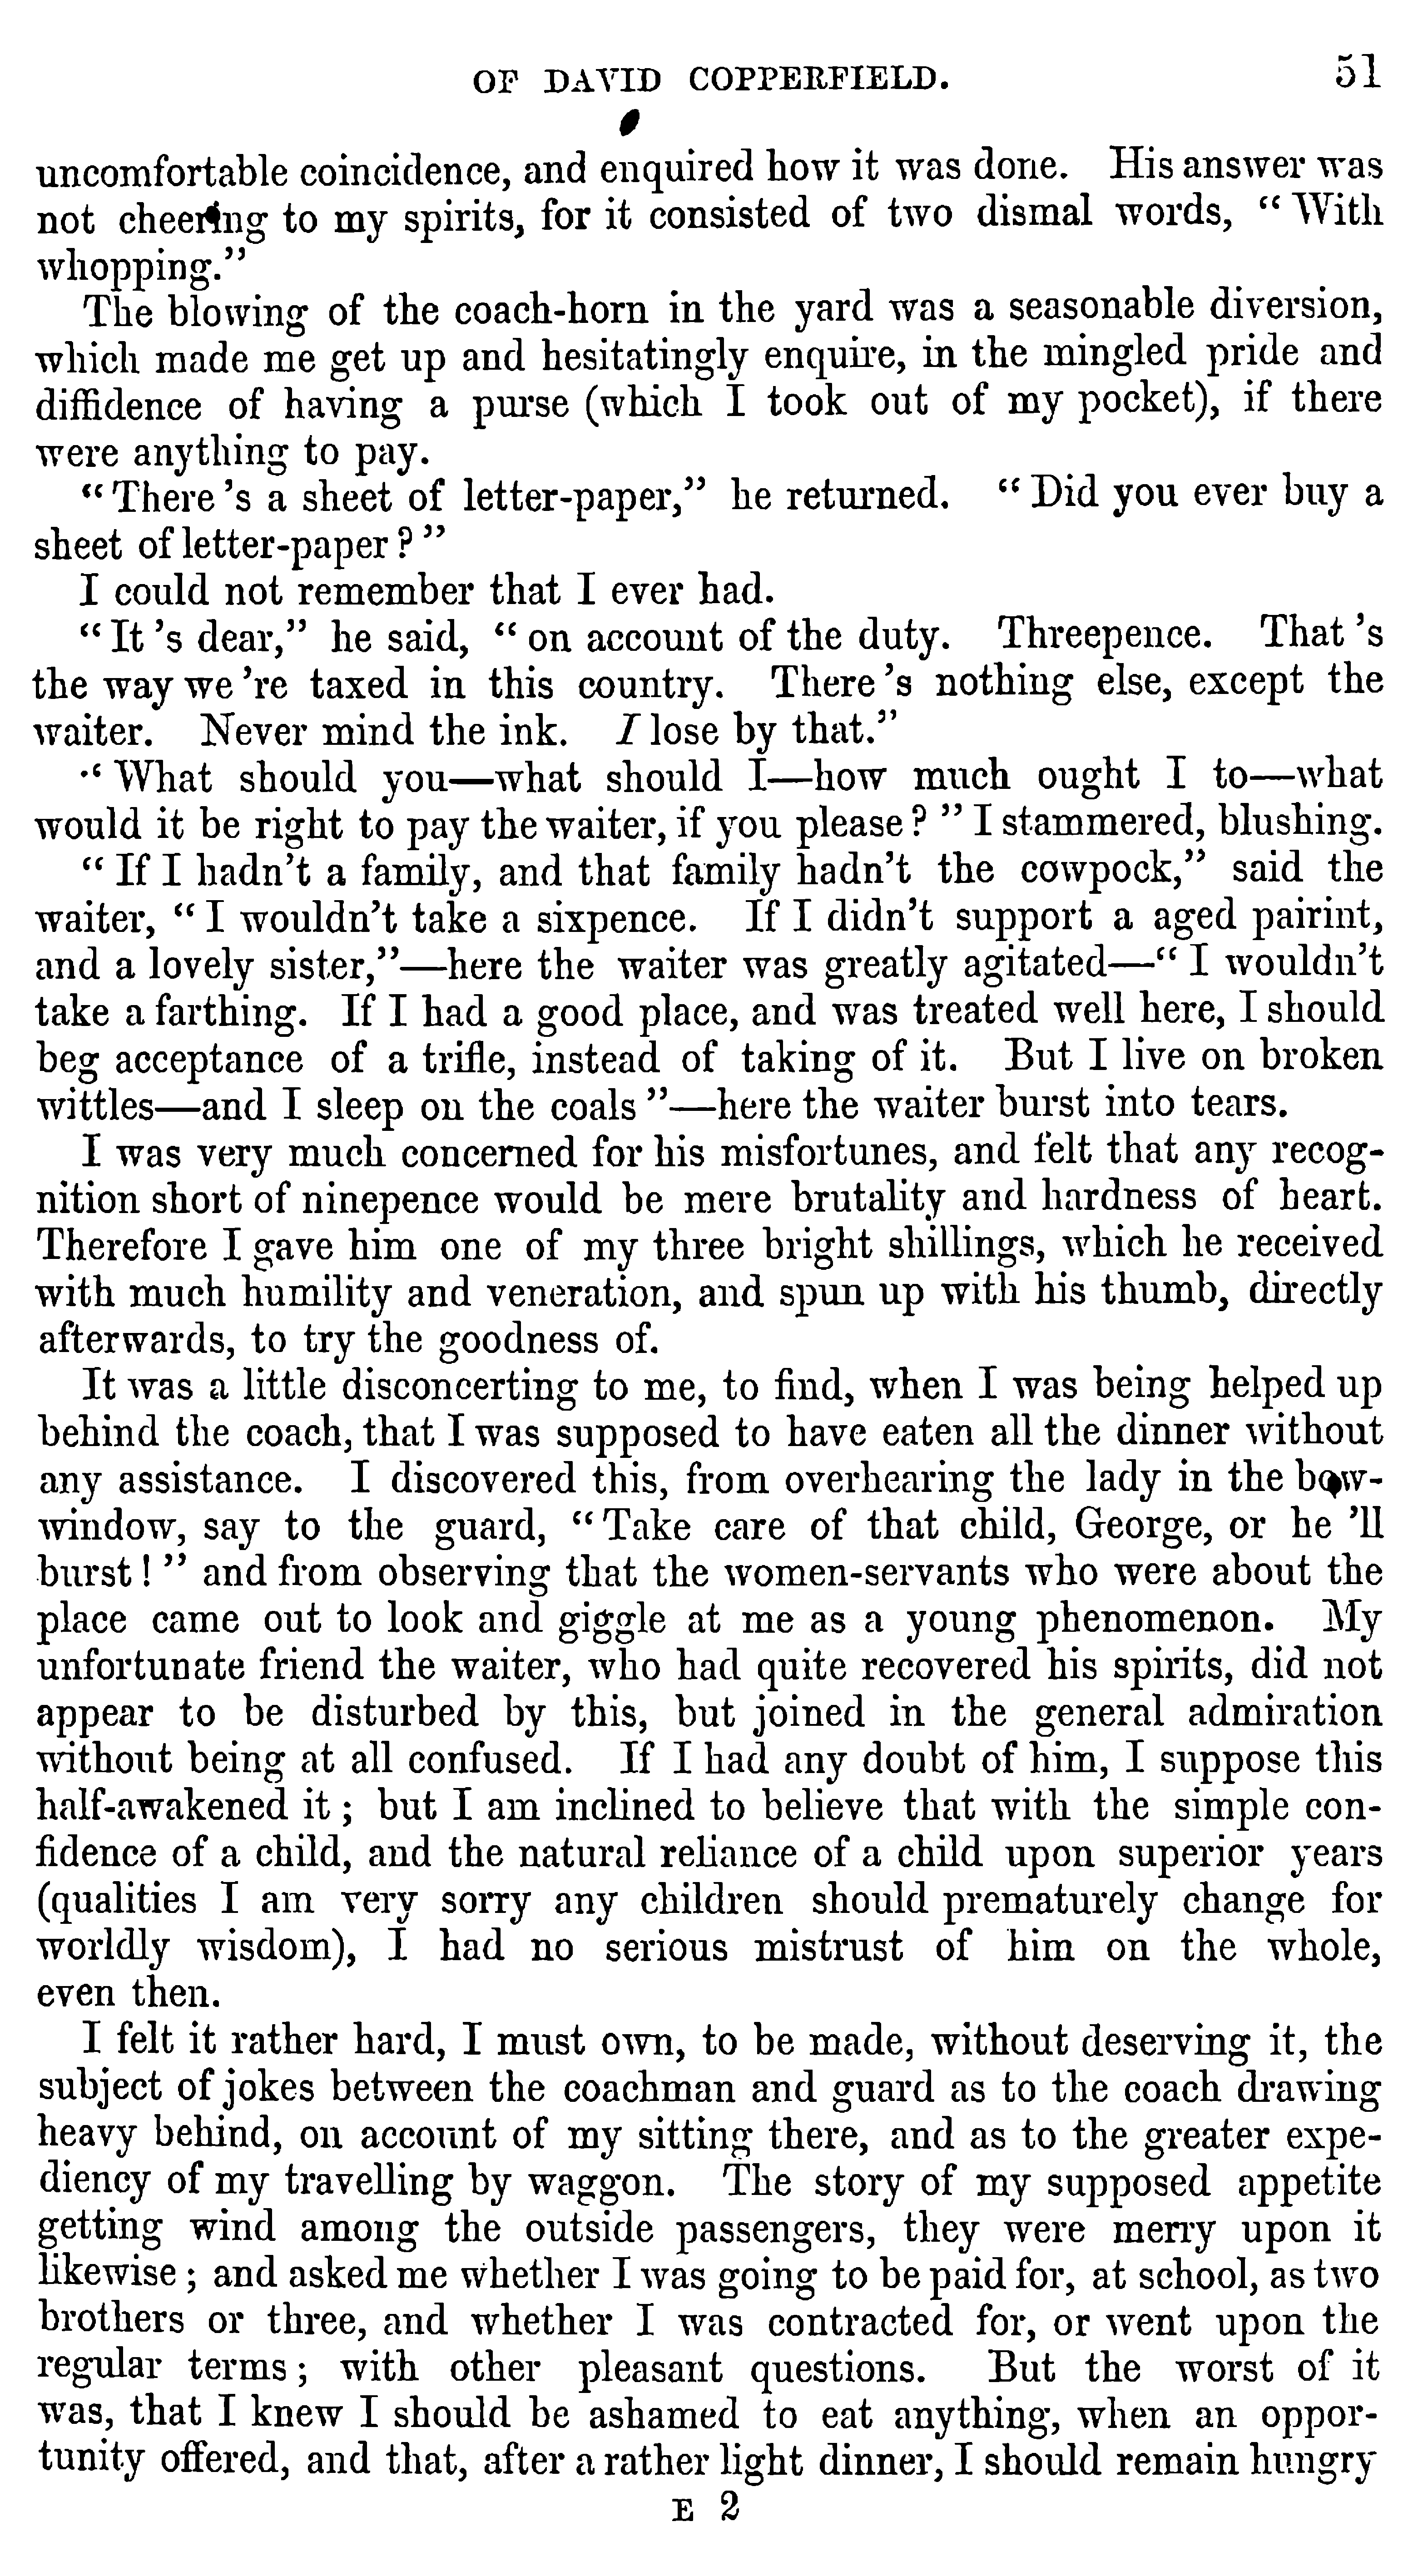 OF DAVID COPPERFIELD. 51
uncomfortable coincidence, and enquired how it was done. His answer was
not cheering to my spirits, for it consisted of two dismal words, “With
whopping.”
The blowing of the coach-horn in the yard was a seasonable diversion,
which made me get up and hesitatingly enquire, in the mingled pride and
diffidence of having a purse (which I took out of my pocket), if there
were anything to pay.
“There 's a sheet of letter-paper,” he returned. “Did you ever buy a
sheet of letter-paper?”
I could not remember that I ever had.
“It 's dear,” he said, “on account of the duty. Threepence. That 's
the way we 're taxed in this country. There 's nothing else, except the
waiter. Never mind the ink. I lose by that.”
“What should you—what should I—how much ought I to—what
would it be right to pay the waiter, if you please?” I stammered, blushing.
“If I hadn't a family, and that family hadn't the cowpock,” said the
waiter, “I wouldn't take a sixpence. If I didn't support a aged pairint,
and a lovely sister,”—here the waiter was greatly agitated—“I wouldn't
take a farthing. If I had a good place, and was treated well here, I should
beg acceptance of a trifle, instead of taking of it. But I live on broken
wittles—and I sleep on the coals”—here the waiter burst into tears.
I was very much concerned for his misfortunes, and felt that any recog-
nition short of ninepence would be mere brutality and hardness of heart.
Therefore I gave him one of my three bright shillings, which he received
with much humility and veneration, and spun up with his thumb, directly
afterwards, to try the goodness of.
It was a little disconcerting to me, to find, when I was being helped up
behind the coach, that I was supposed to have eaten all the dinner without
any assistance. I discovered this, from overhearing the lady in the bow-
window, say to the guard, “Take care of that child, George, or he 'll
burst!” and from observing that the women-servants who were about the
place came out to look and giggle at me as a young phenomenon. My
unfortunate friend the waiter, who had quite recovered his spirits, did not
appear to be disturbed by this, but joined in the general admiration
without being at all confused. If I had any doubt of him, I suppose this
half-awakened it; but I am inclined to believe that with the simple con-
fidence of a child, and the natural reliance of a child upon superior years
(qualities I am very sorry any children should prematurely change for
worldly wisdom), I had no serious mistrust of him on the whole,
even then.
I felt it rather hard, I must own, to be made, without deserving it, the
subject of jokes between the coachman and guard as to the coach drawing
heavy behind, on account of my sitting there, and as to the greater expe-
diency of my travelling by waggon. The story of my supposed appetite
getting wind among the outside passengers, they were merry upon it
likewise; and asked me whether I was going to be paid for, at school, as two
brothers or three, and whether I was contracted for, or went upon the
regular terms; with other pleasant questions. But the worst of it
was, that I knew I should be ashamed to eat anything, when an oppor-
tunity offered, and that, after a rather light dinner, I should remain hungry
E 2